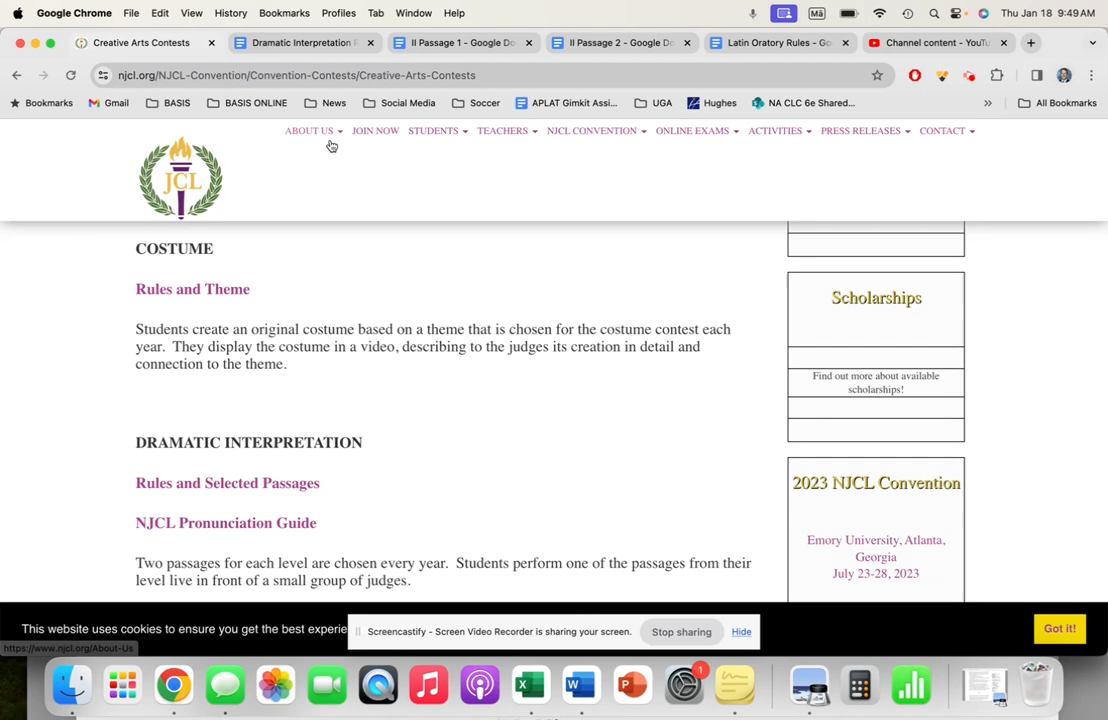 Google Chrome File Edit View History Bookmarks Profiles Tab Window Help Mā Thu Jan 18 9:49 AM
Creative Arts Contests Dramatic Interpretation R II Passage 1 - Google Do II Passage 2 - Google D Latin Oratory Rules - Go Channel content - YouTu
njcl.org/NJCL-Convention/Convention-Contests/Creative-Arts-Contests
Bookmarks Gmail BASIS BASIS ONLINE News Social Media Soccer APLAT Gimkit Assi... UGA Hughes NA CLC 6e Shared... » All Bookmarks
ABOUT US JOIN NOW STUDENTS TEACHERS NJCL CONVENTION ONLINE EXAMS ACTIVITIES PRESS RELEASES CONTACT
JCL
COSTUME
Rules and Theme
Students create an original costume based on a theme that is chosen for the costume contest each
year. They display the costume in a video, describing to the judges its creation in detail and
connection to the theme.
DRAMATIC INTERPRETATION
Rules and Selected Passages
NJCL Pronunciation Guide
Two passages for each level are chosen every year. Students perform one of the passages from their
level live in front of a small group of judges.
Scholarships
Find out more about available
scholarships!
2023 NJCL Convention
Emory University, Atlanta,
Georgia
July 23-28, 2023
This website uses cookies to ensure you get the best experie
Screencastify - Screen Video Recorder is sharing your screen. Stop sharing Hide
Got it!
https://www.njcl.org/About-Us
1